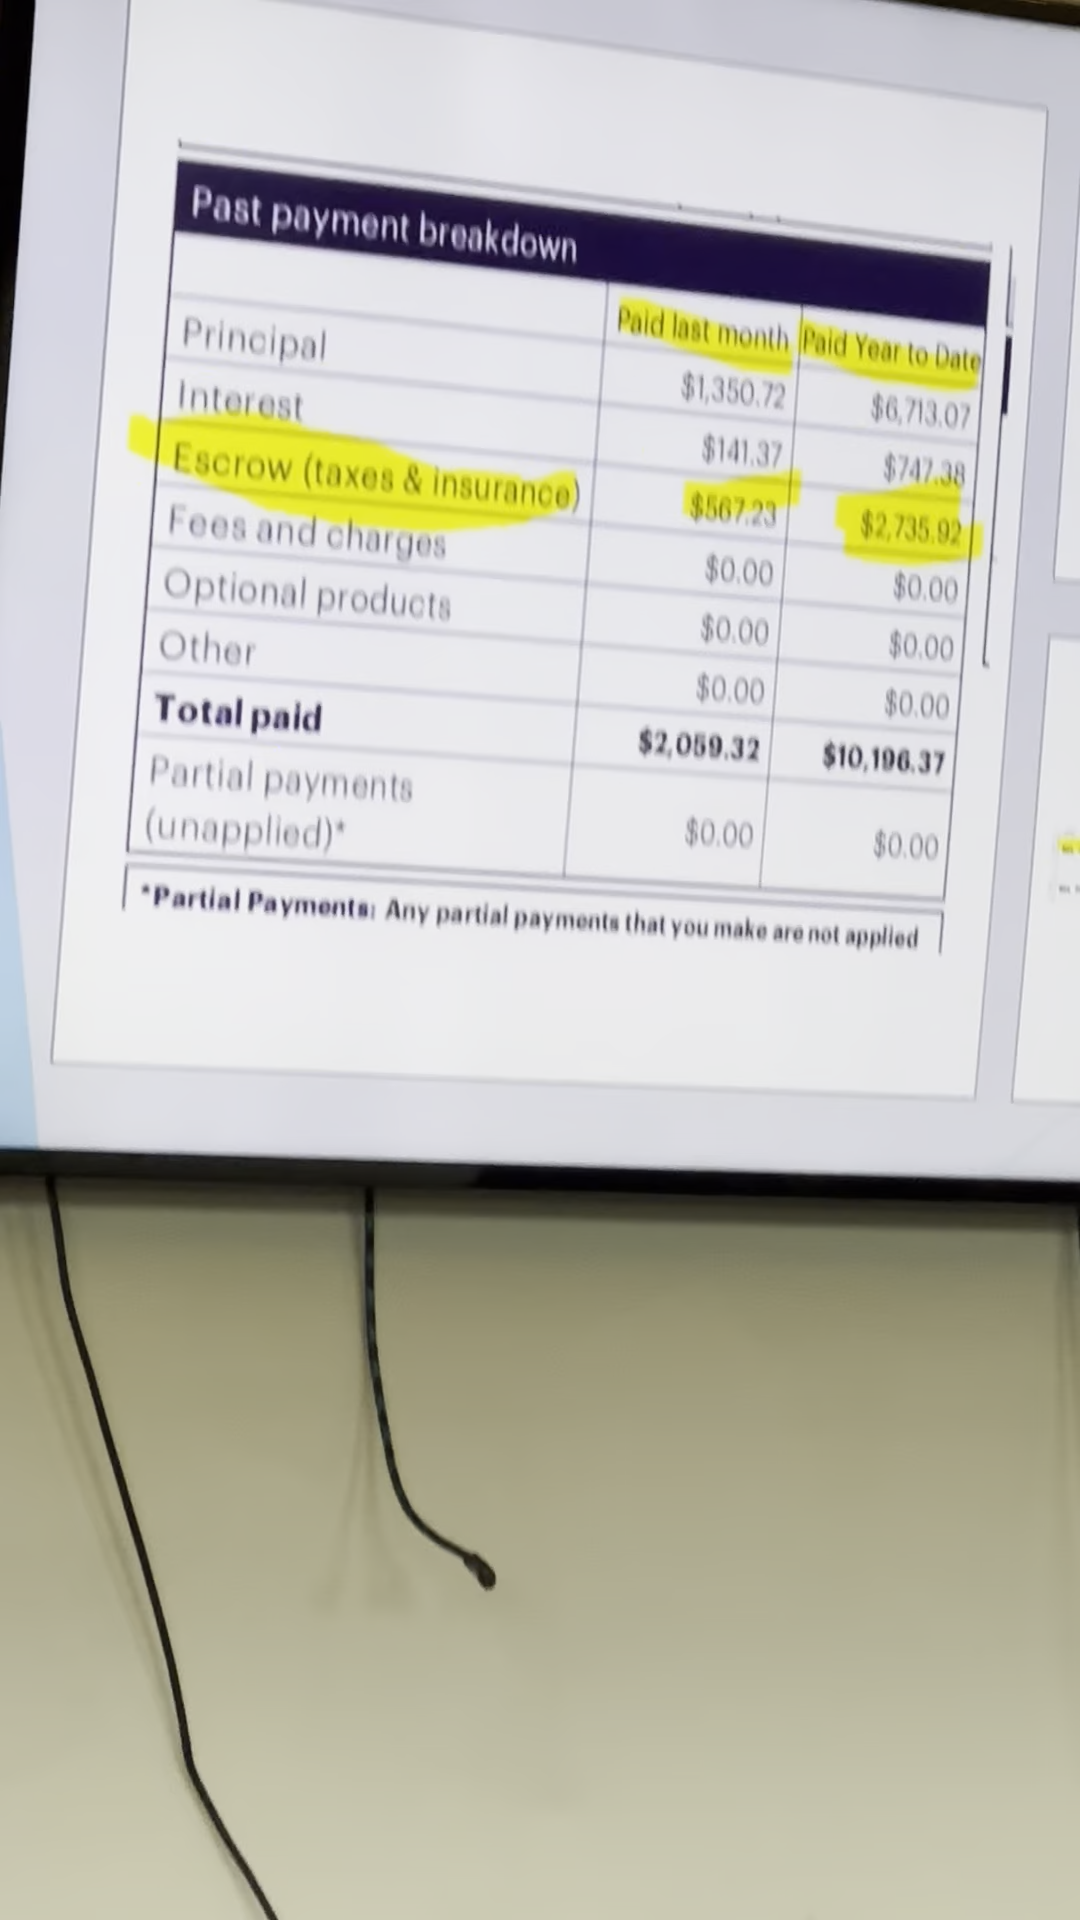 Past payment breakdown
Paid last month Paid Year to Date
Principal $1,350.72 $6,713.07
Interest $141.37 $747.38
Escrow (taxes & insurance) $567.23 $2,735.92
Fees and charges $0.00 $0.00
Optional products $0.00 $0.00
Other $0.00 $0.00
Total paid $2,059.32 $10,196.37
Partial payments
(unapplied)* $0.00 $0.00
*Partial Payments: Any partial payments that you make are not applied